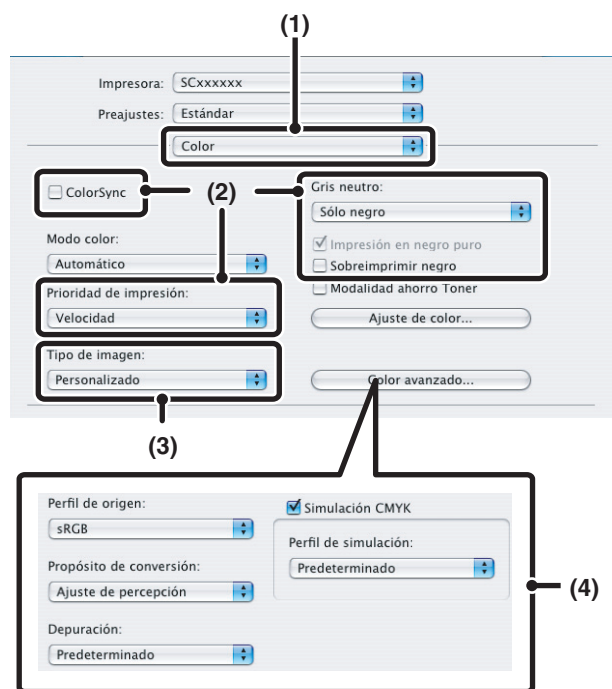 (1)
Impresora: SCxxxxxx
Preajustes: Estándar
Color
ColorSync
(2)
Gris neutro:
Sólo negro
Impresión en negro puro
Sobreimprimir negro
Modalidad ahorro Toner
Modo color:
Automático
Prioridad de impresión:
Velocidad
Ajuste de color...
Tipo de imagen:
Personalizado
Color avanzado...
(3)
Perfil de origen:
sRGB
Propósito de conversión:
Ajuste de percepción
Depuración:
Predeterminado
Simulación CMYK
Perfil de simulación:
Predeterminado
(4)